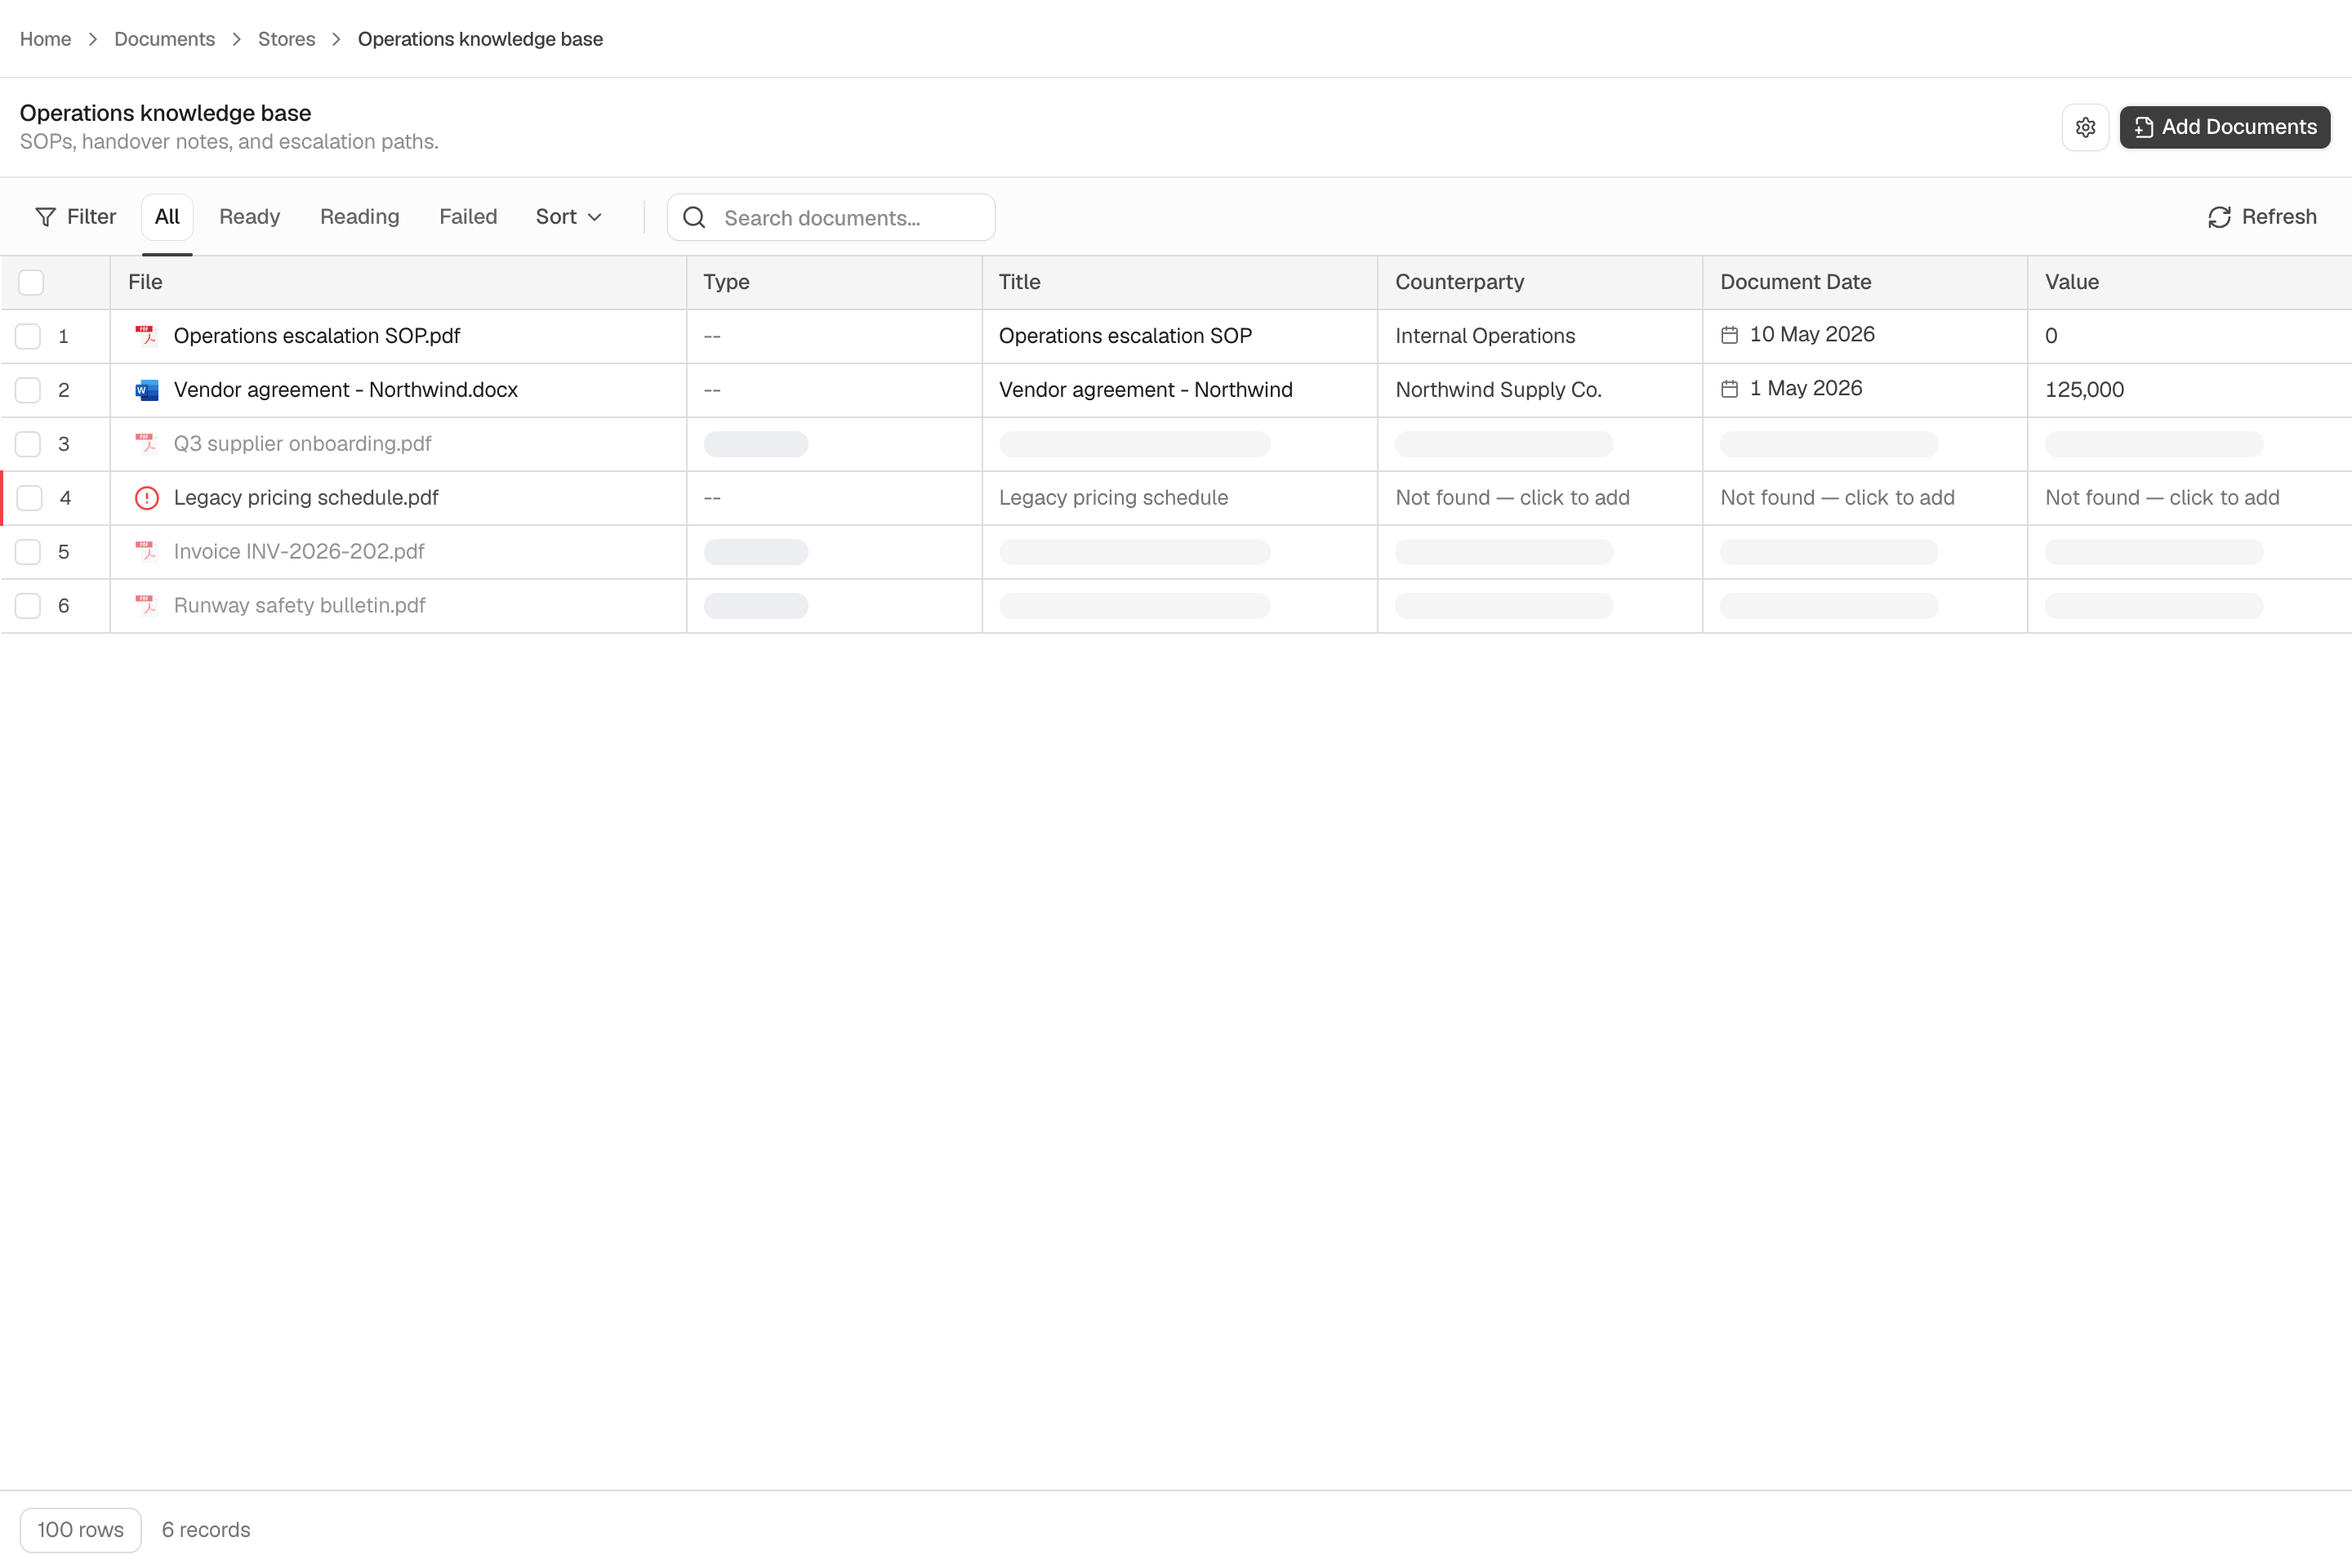 Home > Documents > Stores > Operations knowledge base
Operations knowledge base
SOPs, handover notes, and escalation paths.
Add Documents
Filter All Ready Reading Failed Sort Search documents... Refresh
File Type Title Counterparty Document Date Value
1 Operations escalation SOP.pdf -- Operations escalation SOP Internal Operations 10 May 2026 0
2 Vendor agreement - Northwind.docx -- Vendor agreement - Northwind Northwind Supply Co. 1 May 2026 125,000
3 Q3 supplier onboarding.pdf
4 Legacy pricing schedule.pdf -- Legacy pricing schedule Not found — click to add Not found — click to add Not found — click to add
5 Invoice INV-2026-202.pdf
6 Runway safety bulletin.pdf
100 rows 6 records